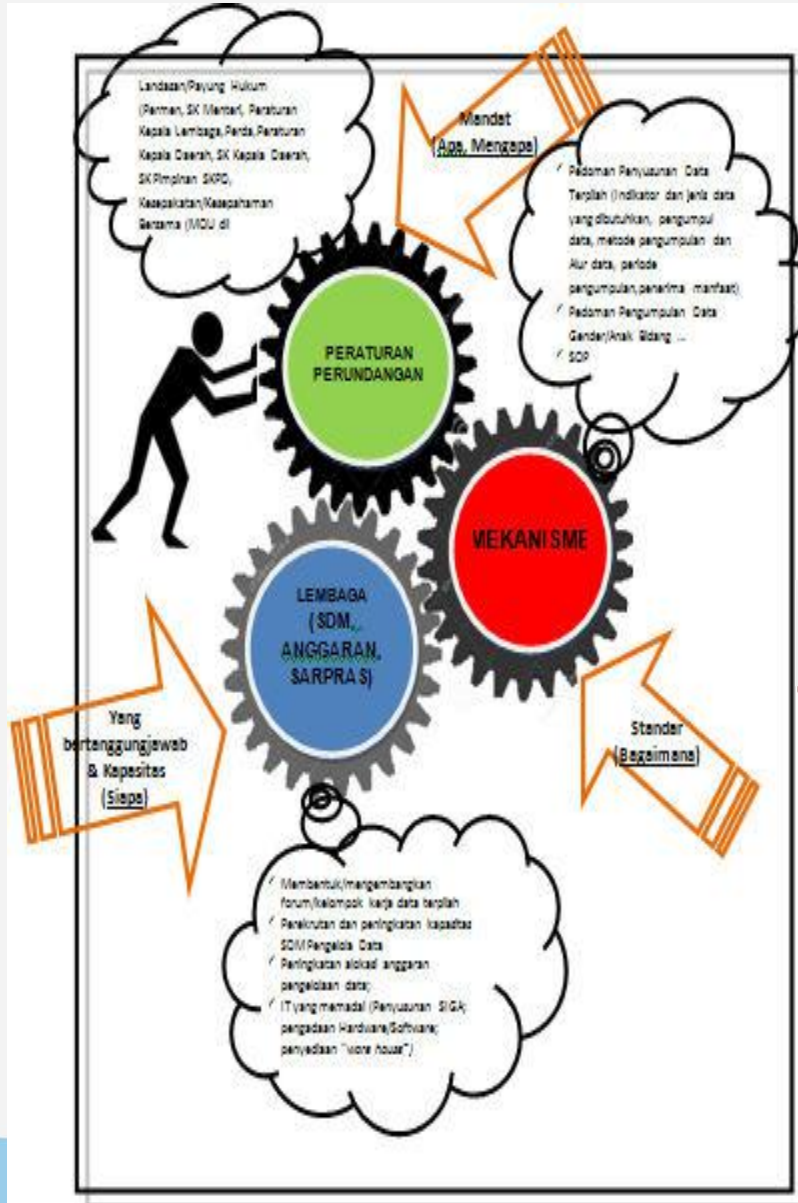 Landasan/Payung Hukum
(Permen, SK Menteri, Peraturan
Kepala Lembaga, Perda, Peraturan
Kepala Daerah, SK Kepala Daerah,
SK Pimpinan SKPD,
Kesepakatan/Kesepahaman
Bersama (MOU dll
Mandat
(Apa, Mengapa)
✓ Pedoman Penyusunan Data
Terpilah (Indikator dan jenis data
yang dibutuhkan, pengumpul
data, metode pengumpulan dan
Alur data, periode
pengumpulan, penerima manfaat)
✓ Pedoman Pengumpulan Data
Gender/Anak Bidang ...
✓ SOP
PERATURAN
PERUNDANGAN
MEKANISME
LEMBAGA
(SDM,
ANGGARAN,
SARPRAS)
Yang
bertanggungjawab
& Kapasitas
(Siapa)
Standar
(Bagaimana)
✓ Membentuk/mengembangkan
forum/kelompok kerja data terpilah
✓ Perekrutan dan peningkatan kapasitas
SDM Pengelola Data
✓ Peningkatan alokasi anggaran
pengelolaan data;
✓ IT yang memadai (Penyusunan SIGA;
pengadaan Hardware/Software;
penyediaan "ware house")